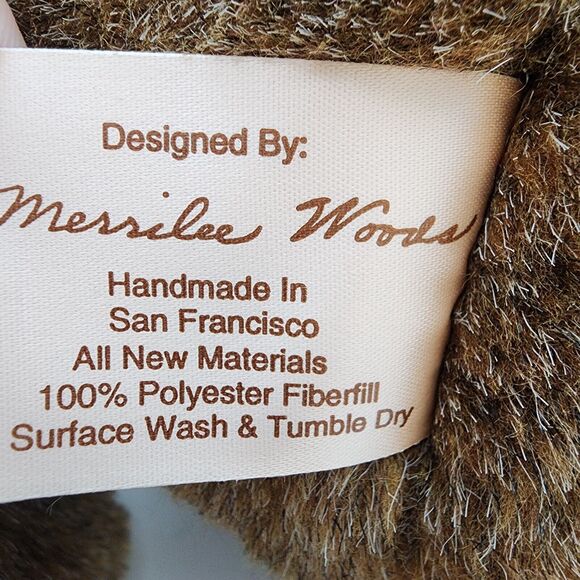 Designed By:
Merrilee Woods
Handmade In
San Francisco
All New Materials
100% Polyester Fiberfill
Surface Wash & Tumble Dry